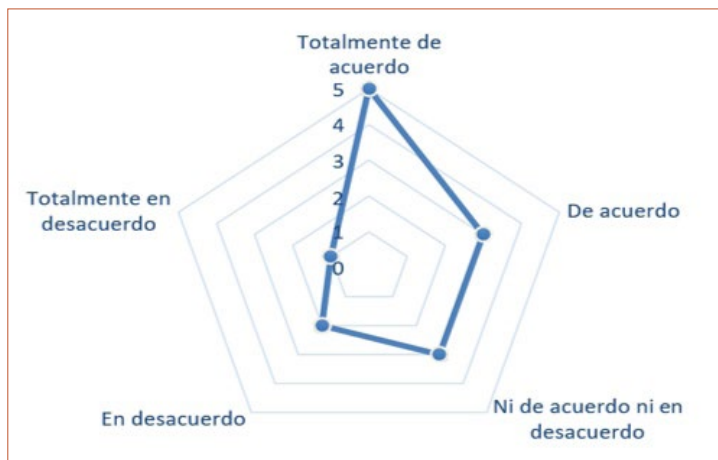 Totalmente de
acuerdo
5
4
3
2
1
0
Totalmente en
desacuerdo
De acuerdo
En desacuerdo
Ni de acuerdo ni en
desacuerdo